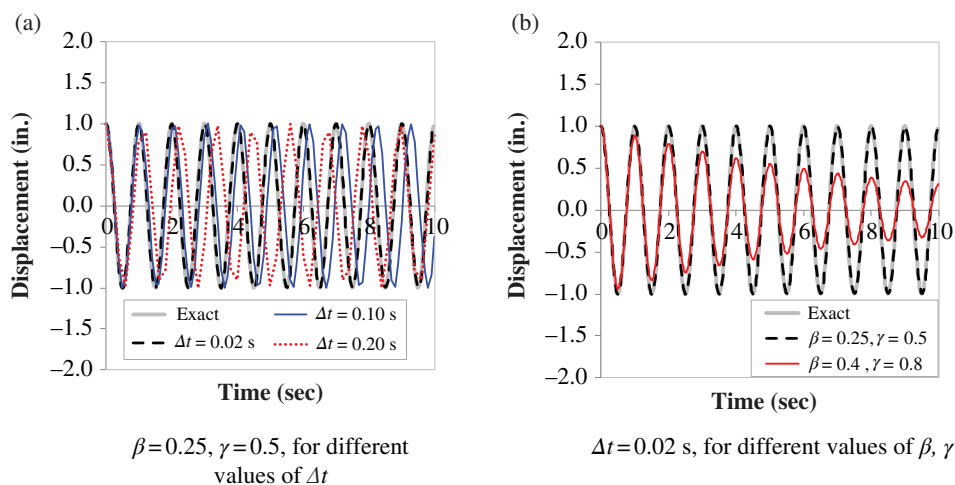 (a)
2.0
1.5
1.0
0.5
0.0
−0.5
−1.0
−1.5
−2.0
Displacement (in.)
0 2 4 6 8 10
Exact
Δt = 0.10 s
Δt = 0.02 s
Δt = 0.20 s
Time (sec)
β = 0.25, γ = 0.5, for different
values of Δt
(b)
2.0
1.5
1.0
0.5
0.0
−0.5
−1.0
−1.5
−2.0
Displacement (in.)
0 2 4 6 8 10
Exact
β = 0.25, γ = 0.5
β = 0.4 , γ = 0.8
Time (sec)
Δt = 0.02 s, for different values of β, γ